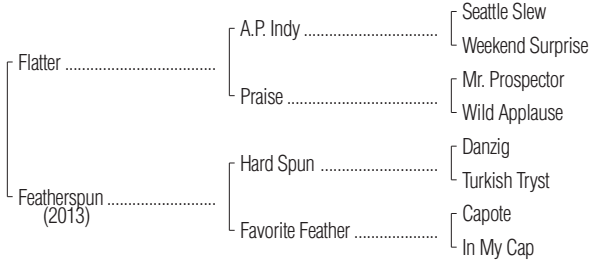 Seattle Slew
A.P. Indy ..............................
Weekend Surprise
Flatter ..................................
Mr. Prospector
Praise ..................................
Wild Applause
Danzig
Hard Spun ..........................
Turkish Tryst
Featherspun ........................
(2013)
Capote
Favorite Feather ...................
In My Cap